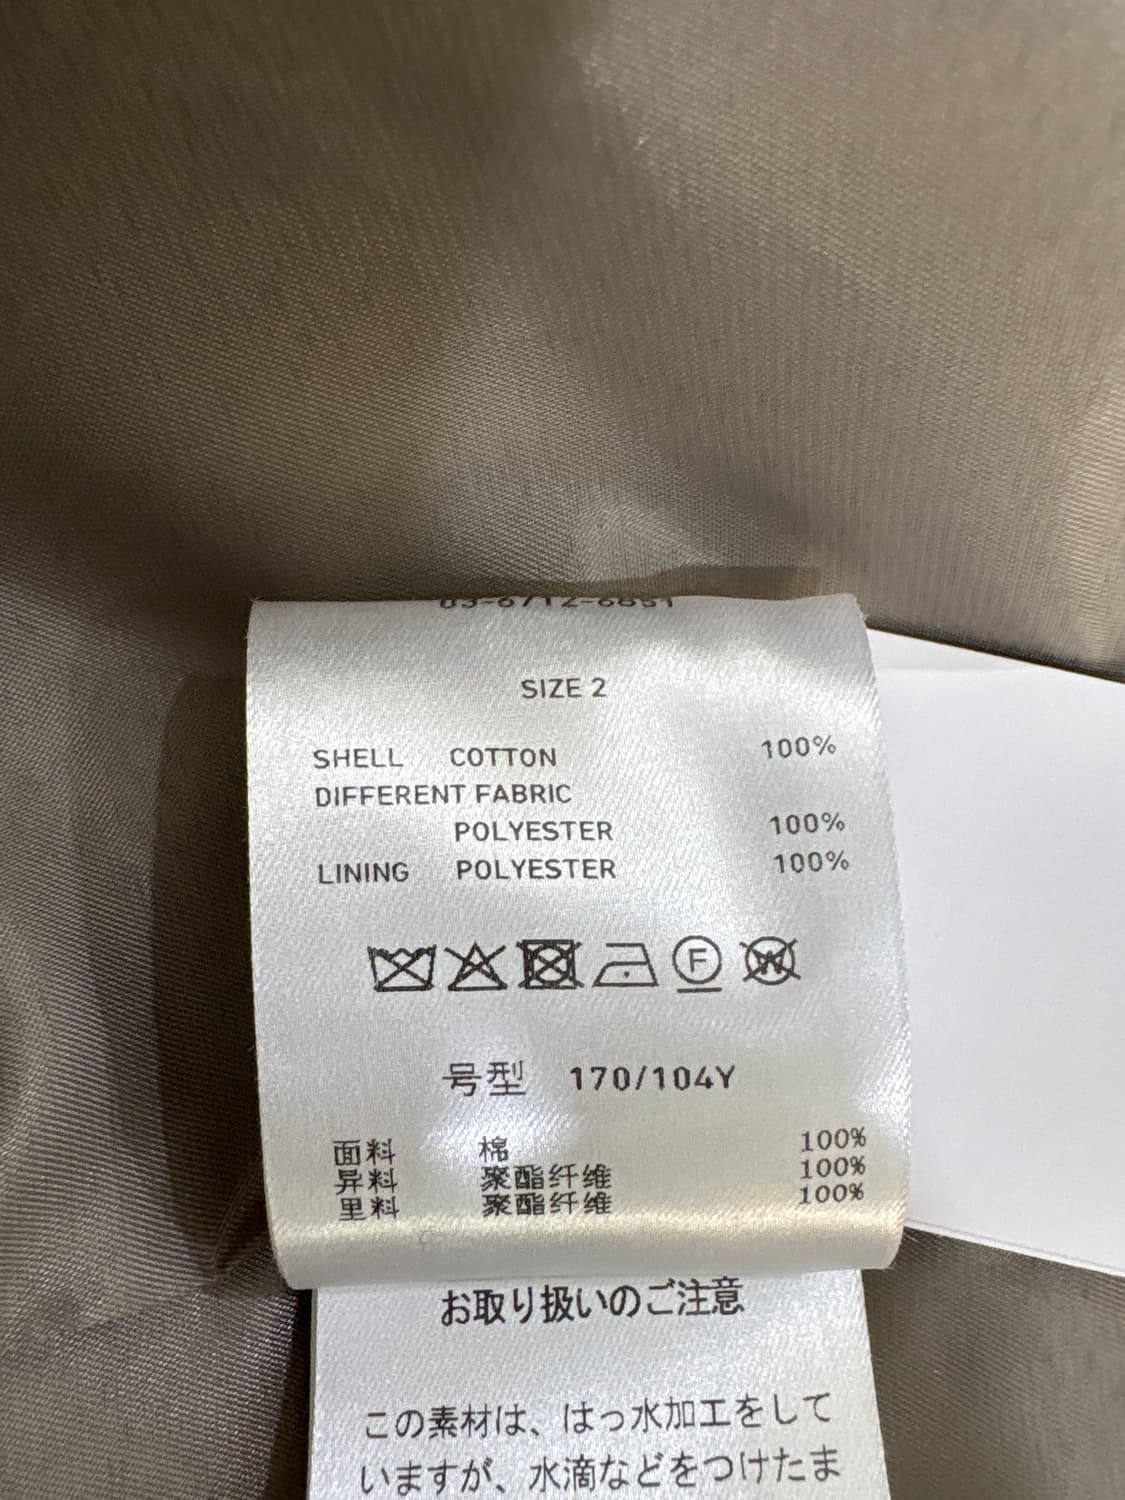 SIZE 2
SHELL COTTON 100%
DIFFERENT FABRIC
POLYESTER 100%
LINING POLYESTER 100%
F W
号型 170/104Y
面料 棉 100%
异料 聚酯纤维 100%
里料 聚酯纤维 100%
お取り扱いのご注意
この素材は、はっ水加工をして
いますが、水滴などをつけたま